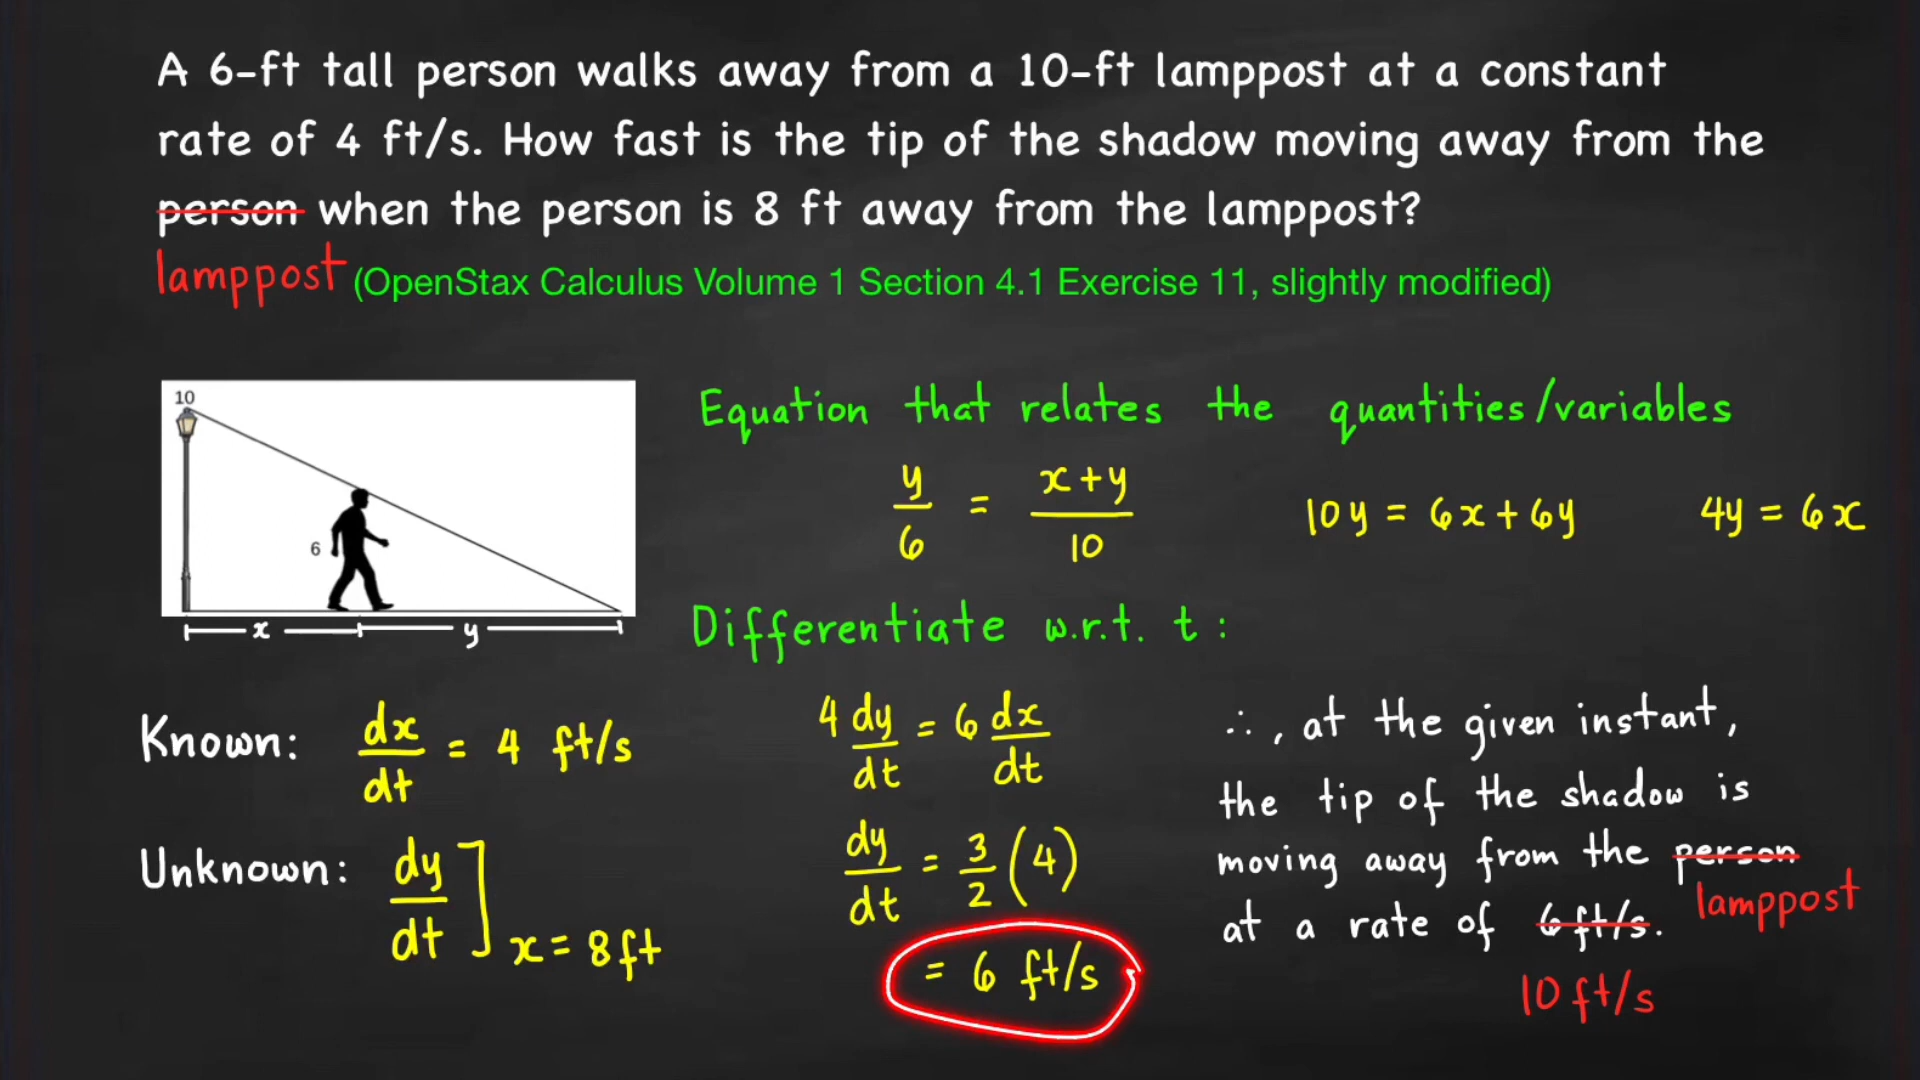 A 6-ft tall person walks away from a 10-ft lamppost at a constant
rate of 4 ft/s. How fast is the tip of the shadow moving away from the
person when the person is 8 ft away from the lamppost?
lamppost (OpenStax Calculus Volume 1 Section 4.1 Exercise 11, slightly modified)
10
6
x y
Known: dx/dt = 4 ft/s
Unknown: dy/dt ] x = 8 ft
Equation that relates the quantities/variables
y/6 = (x+y)/10 10y = 6x + 6y 4y = 6x
Differentiate w.r.t. t:
4 dy/dt = 6 dx/dt
dy/dt = 3/2 (4)
= 6 ft/s
∴, at the given instant,
the tip of the shadow is
moving away from the person
lamppost
at a rate of 6 ft/s.
10 ft/s